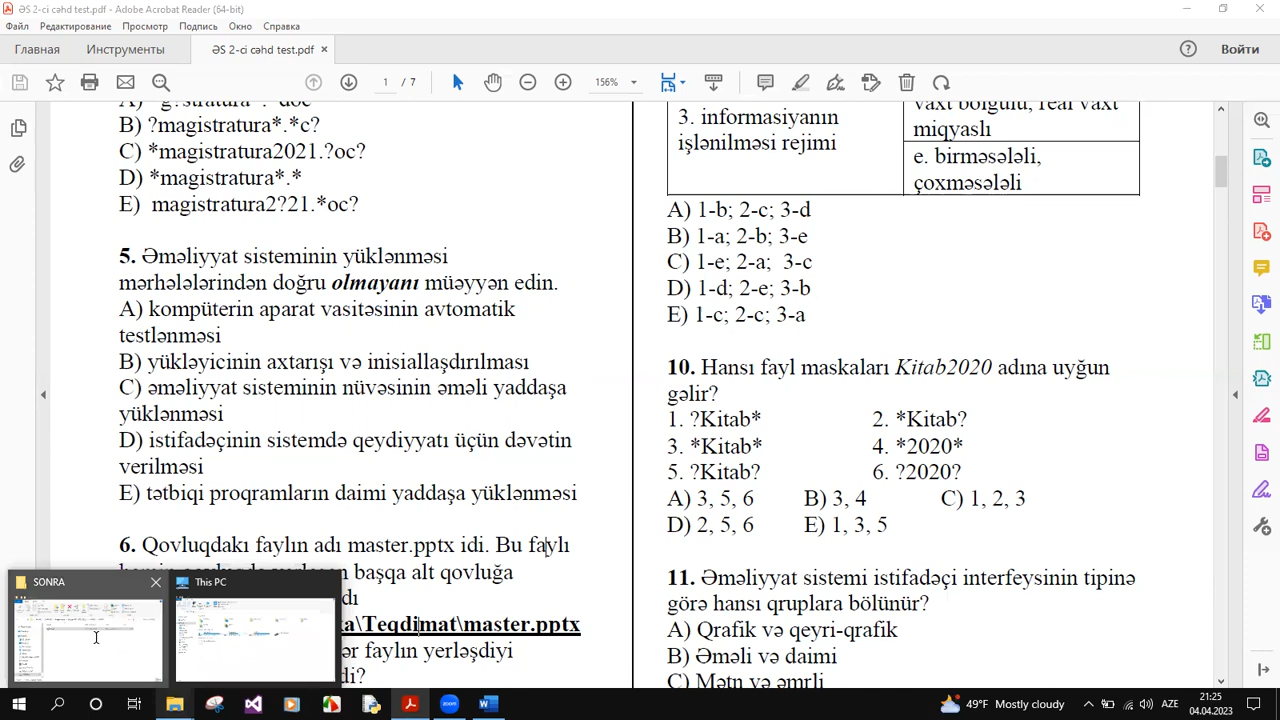 ƏS 2-ci cəhd test.pdf - Adobe Acrobat Reader (64-bit)
Файл Редактирование Просмотр Подпись Окно Справка
Главная Инструменты ƏS 2-ci cəhd test.pdf × Войти
1 / 7 156%
B) ?magistratura*.*c?
C) *magistratura2021.?oc?
D) *magistratura*.*
E) magistratura2?21.*oc?
5. Əməliyyat sisteminin yüklənməsi
mərhələlərindən doğru olmayanı müəyyən edin.
A) kompüterin aparat vasitəsinin avtomatik
testlənməsi
B) yükləyicinin axtarışı və inisiallaşdırılması
C) əməliyyat sisteminin nüvəsinin əməli yaddaşa
yüklənməsi
D) istifadəçinin sistemdə qeydiyyatı üçün dəvətin
verilməsi
E) tətbiqi proqramların daimi yaddaşa yüklənməsi
6. Qovluqdakı faylın adı master.pptx idi. Bu faylı
başqa alt qovluğa
a\Teqdimat\master.pptx
ər faylın yerləşdiyi
di?
SONRA
This PC
vaxt bölgülü, real vaxt
miqyaslı
3. informasiyanın
işlənilməsi rejimi
e. birməsələli,
çoxməsələli
A) 1-b; 2-c; 3-d
B) 1-a; 2-b; 3-e
C) 1-e; 2-a; 3-c
D) 1-d; 2-e; 3-b
E) 1-c; 2-c; 3-a
10. Hansı fayl maskaları Kitab2020 adına uyğun
gəlir?
1. ?Kitab* 2. *Kitab?
3. *Kitab* 4. *2020*
5. ?Kitab? 6. ?2020?
A) 3, 5, 6 B) 3, 4 C) 1, 2, 3
D) 2, 5, 6 E) 1, 3, 5
11. Əməliyyat sistemi istifadəçi interfeysinin tipinə
görə hansı qruplara bölünür?
A) Qrafik və qeyri-qrafik
B) Əməli və daimi
C) Mətn və əmrli
49°F Mostly cloudy
AZE
21:25
04.04.2023